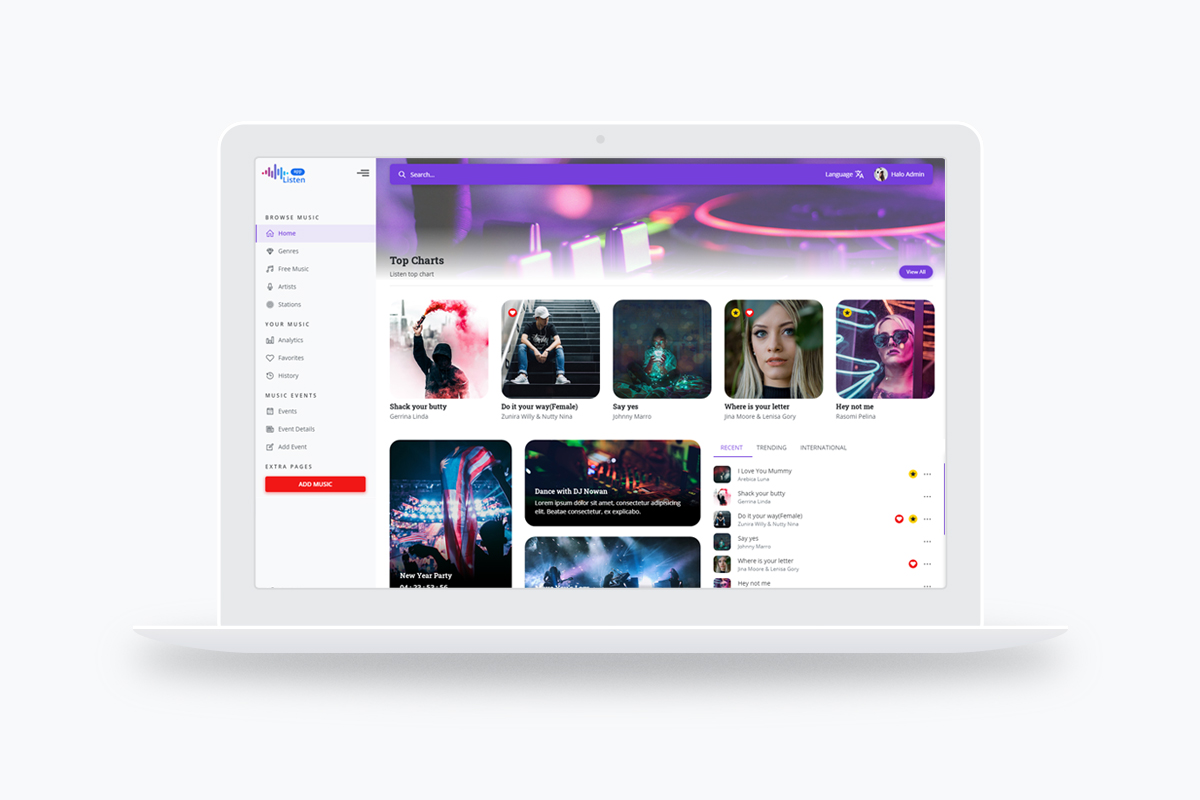 app
Listen
Search...
Language
Halo Admin
BROWSE MUSIC
Home
Genres
Free Music
Artists
Stations
YOUR MUSIC
Analytics
Favorites
History
MUSIC EVENTS
Events
Event Details
Add Event
EXTRA PAGES
ADD MUSIC
Top Charts
Listen top chart
View All
Shack your butty
Gerrina Linda
Do it your way(Female)
Zunira Willy & Nutty Nina
Say yes
Johnny Marro
Where is your letter
Jina Moore & Lenisa Gory
Hey not me
Rasomi Pelina
New Year Party
Dance with DJ Nowan
Lorem ipsum dolor sit amet, consectetur adipisicing
elit. Beatae consectetur, ex explicabo.
RECENT
TRENDING
INTERNATIONAL
I Love You Mummy
Arebica Luna
Shack your butty
Gerrina Linda
Do it your way(Female)
Zunira Willy & Nutty Nina
Say yes
Johnny Marro
Where is your letter
Jina Moore & Lenisa Gory
Hey not me